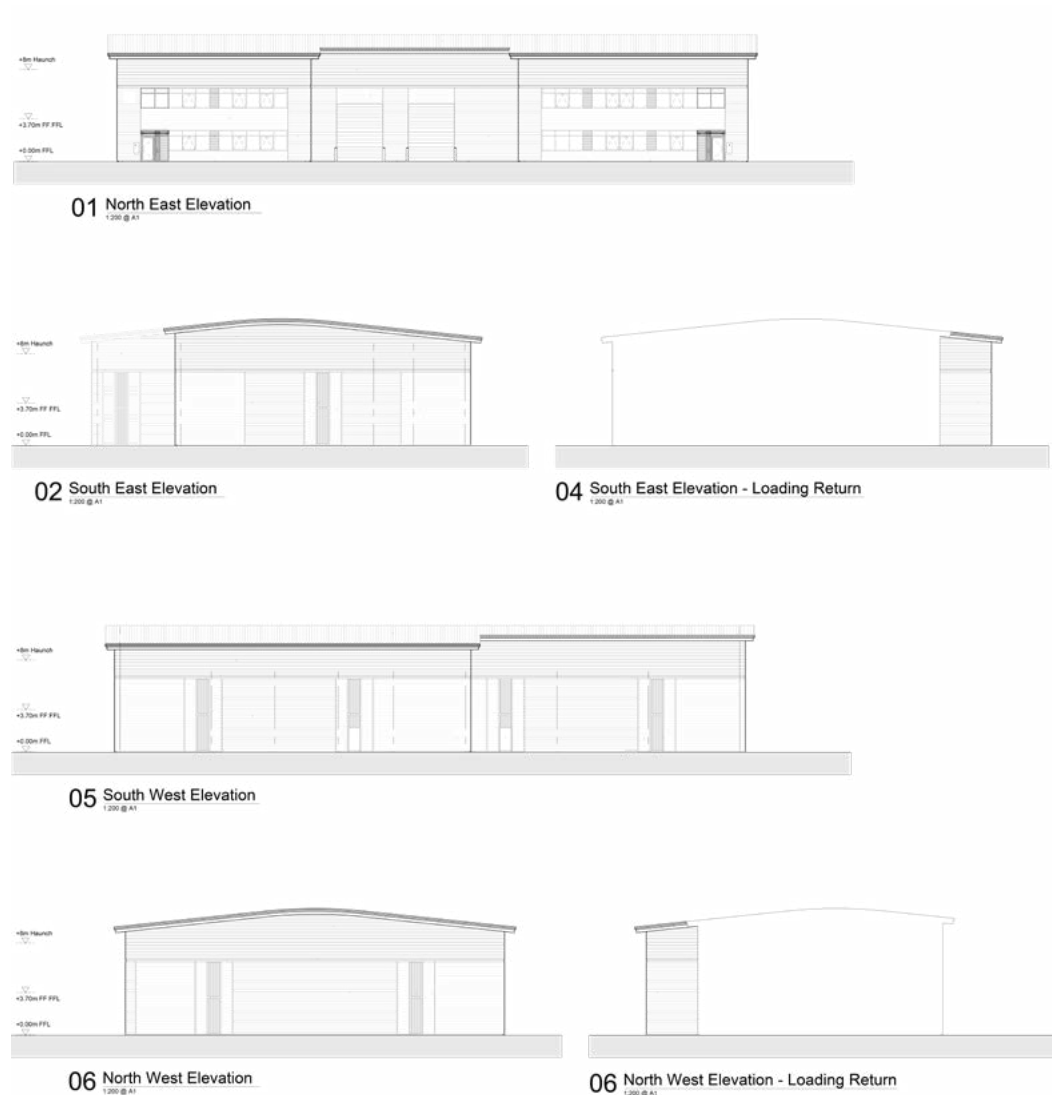 +8m Haunch
+3.70m FF FFL
+0.00m FFL
01 North East Elevation
1:200 @ A1
+8m Haunch
+3.70m FF FFL
+0.00m FFL
02 South East Elevation
1:200 @ A1
04 South East Elevation - Loading Return
1:200 @ A1
+8m Haunch
+3.70m FF FFL
+0.00m FFL
05 South West Elevation
1:200 @ A1
+8m Haunch
+3.70m FF FFL
+0.00m FFL
06 North West Elevation
1:200 @ A1
06 North West Elevation - Loading Return
1:200 @ A1